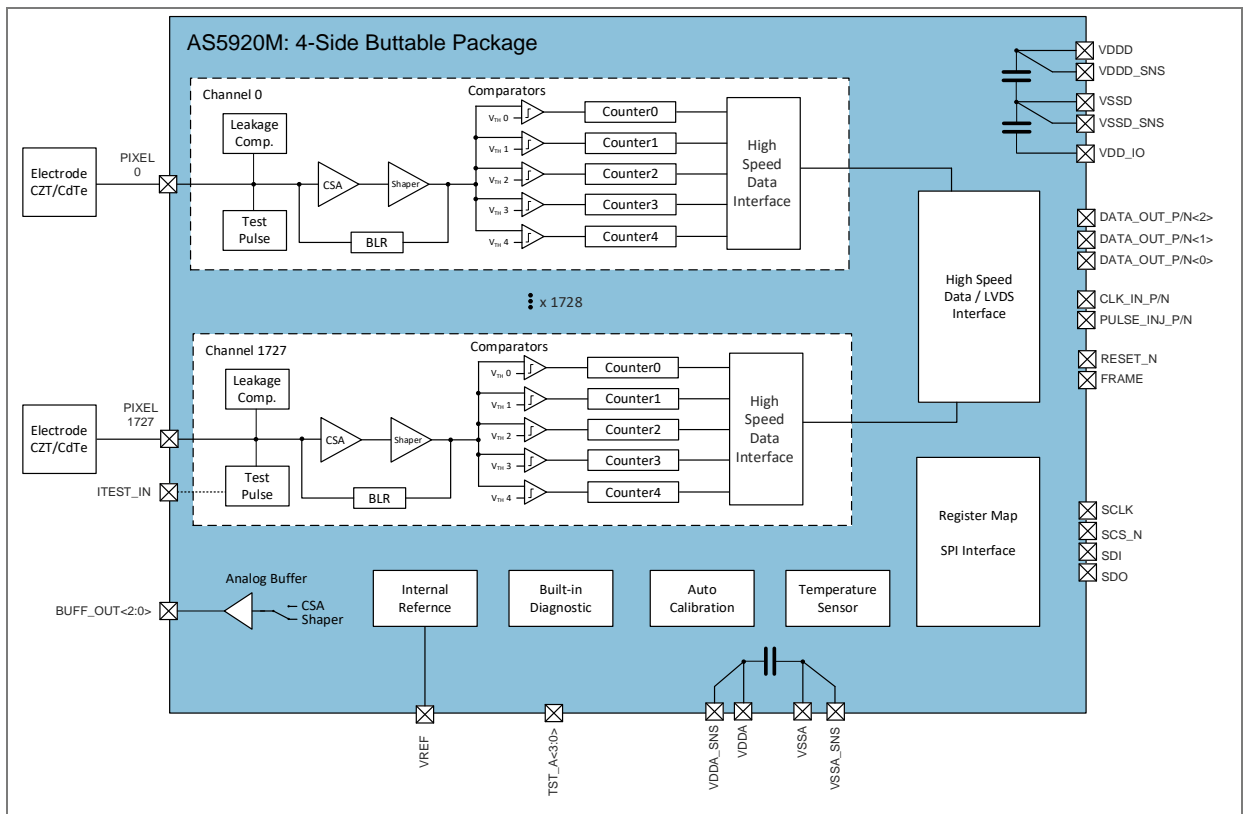 AS5920M: 4-Side Buttable Package
Channel 0
Leakage
Comp.
Electrode
CZT/CdTe
PIXEL
0
CSA
Shaper
Test
Pulse
BLR
Comparators
VTH 0
VTH 1
VTH 2
VTH 3
VTH 4
Counter0
Counter1
Counter2
Counter3
Counter4
High
Speed
Data
Interface
x 1728
Channel 1727
Leakage
Comp.
Electrode
CZT/CdTe
PIXEL
1727
CSA
Shaper
Test
Pulse
BLR
ITEST_IN
Comparators
VTH 0
VTH 1
VTH 2
VTH 3
VTH 4
Counter0
Counter1
Counter2
Counter3
Counter4
High
Speed
Data
Interface
High Speed
Data / LVDS
Interface
Register Map
SPI Interface
VDDD
VDDD_SNS
VSSD
VSSD_SNS
VDD_IO
DATA_OUT_P/N<2>
DATA_OUT_P/N<1>
DATA_OUT_P/N<0>
CLK_IN_P/N
PULSE_INJ_P/N
RESET_N
FRAME
SCLK
SCS_N
SDI
SDO
Analog Buffer
BUFF_OUT<2:0>
CSA
Shaper
Internal
Refernce
Built-in
Diagnostic
Auto
Calibration
Temperature
Sensor
VREF
TST_A<3:0>
VDDA_SNS
VDDA
VSSA
VSSA_SNS